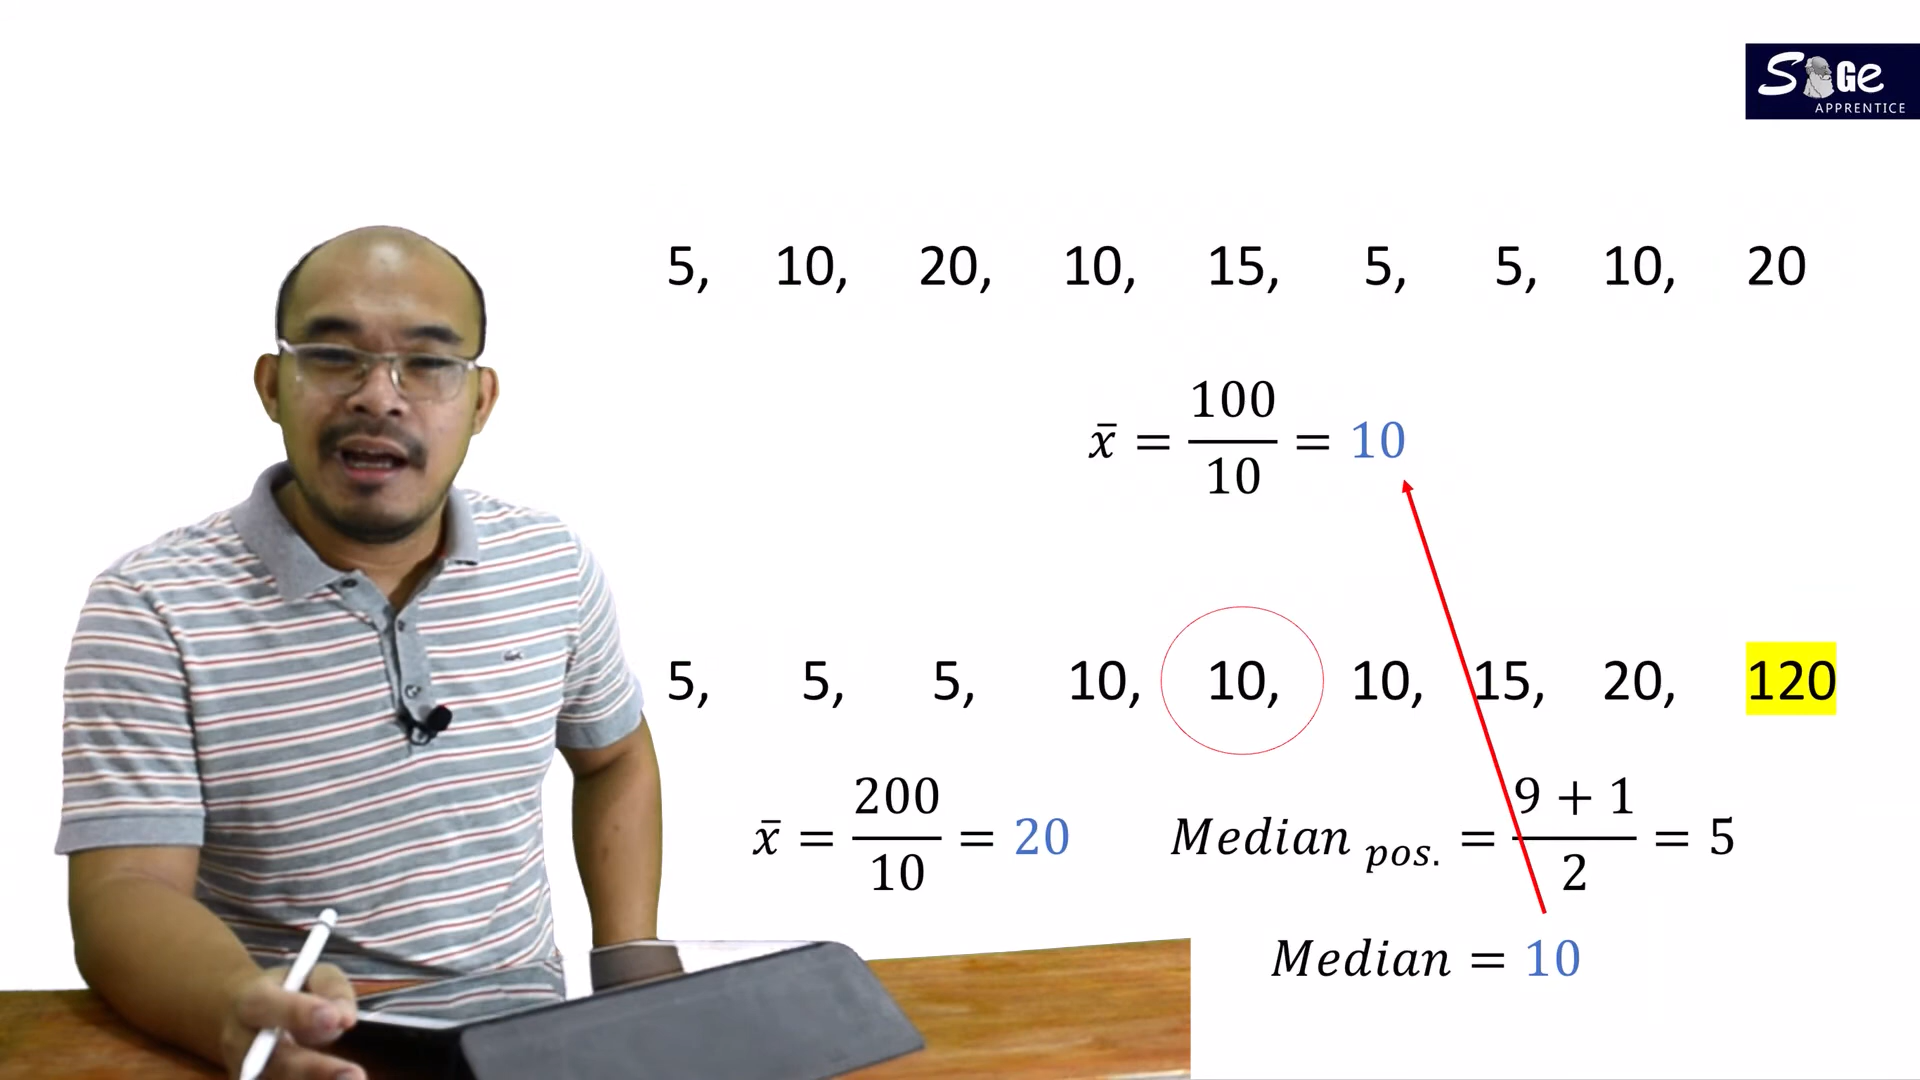 SaGe
APPRENTICE
5, 10, 20, 10, 15, 5, 5, 10, 20
x̄ = 100/10 = 10
5, 5, 5, 10, 10, 10, 15, 20, 120
x̄ = 200/10 = 20
Median pos. = 9 + 1/2 = 5
Median = 10